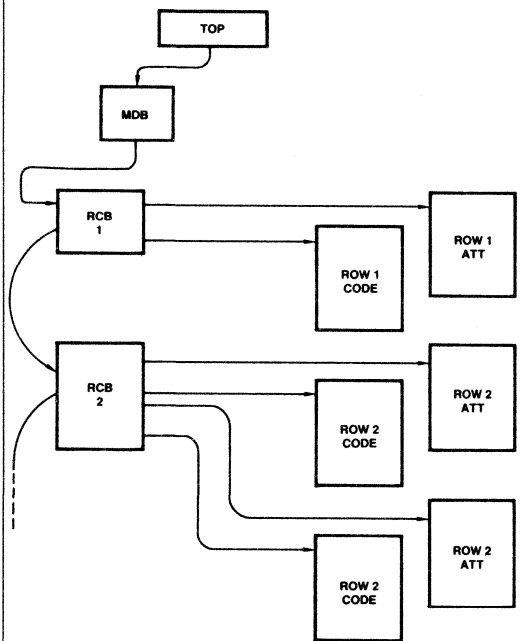 TOP
MDB
RCB
1
ROW 1
ATT
ROW 1
CODE
RCB
2
ROW 2
ATT
ROW 2
CODE
ROW 2
ATT
ROW 2
CODE